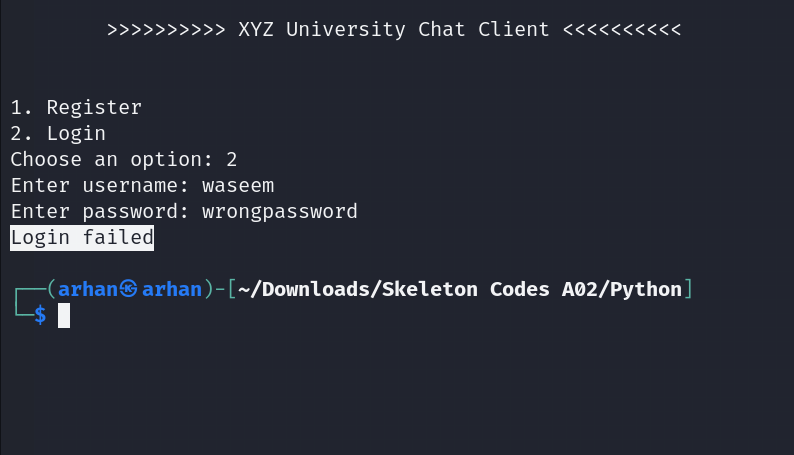 >>>>>>>>>> XYZ University Chat Client <<<<<<<<<<
1. Register
2. Login
Choose an option: 2
Enter username: waseem
Enter password: wrongpassword
Login failed
┌──(arhan㉿arhan)-[~/Downloads/Skeleton Codes A02/Python]
└─$